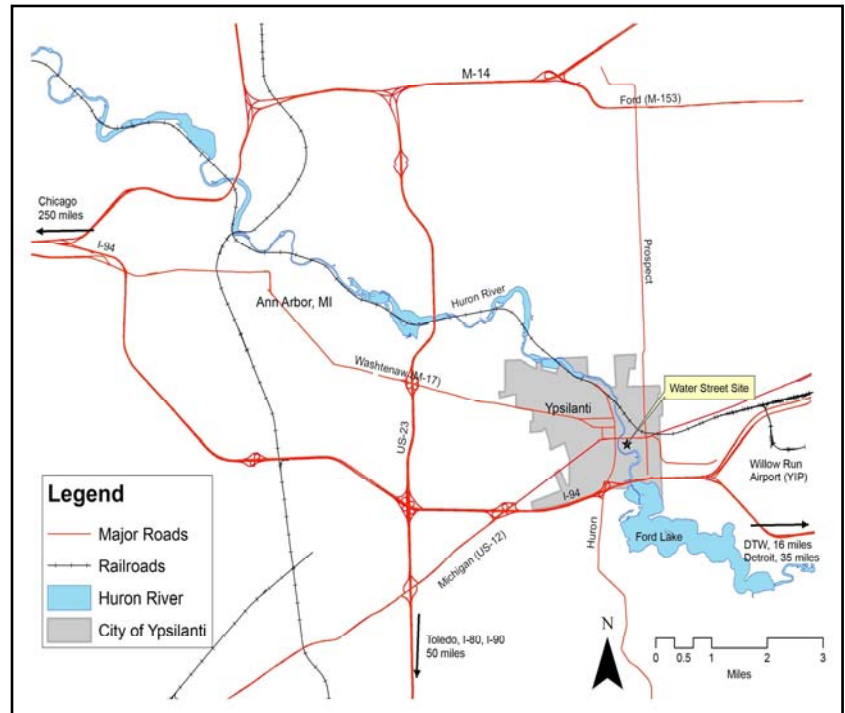 M-14
Ford (M-153)
Chicago
250 miles
I-94
Prospect
Ann Arbor, MI
Huron River
Washtenaw (M-17)
Water Street Site
Ypsilanti
US-23
Willow Run
Airport (YIP)
I-94
Legend
Major Roads
Railroads
Huron River
City of Ypsilanti
Michigan (US-12)
Huron
Ford Lake
DTW, 16 miles
Detroit, 35 miles
Toledo, I-80, I-90
50 miles
N
0 0.5 1 2 3
Miles